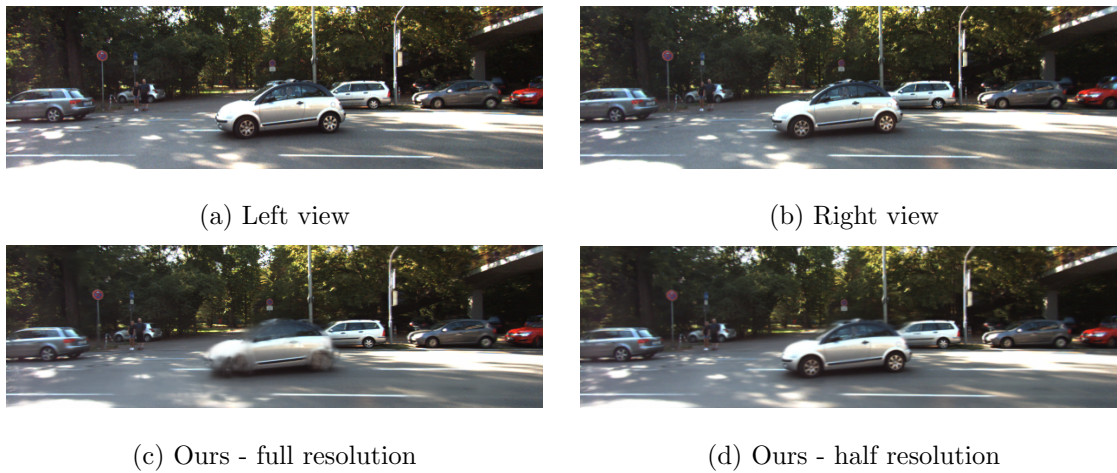 (a) Left view
(b) Right view
(c) Ours - full resolution
(d) Ours - half resolution